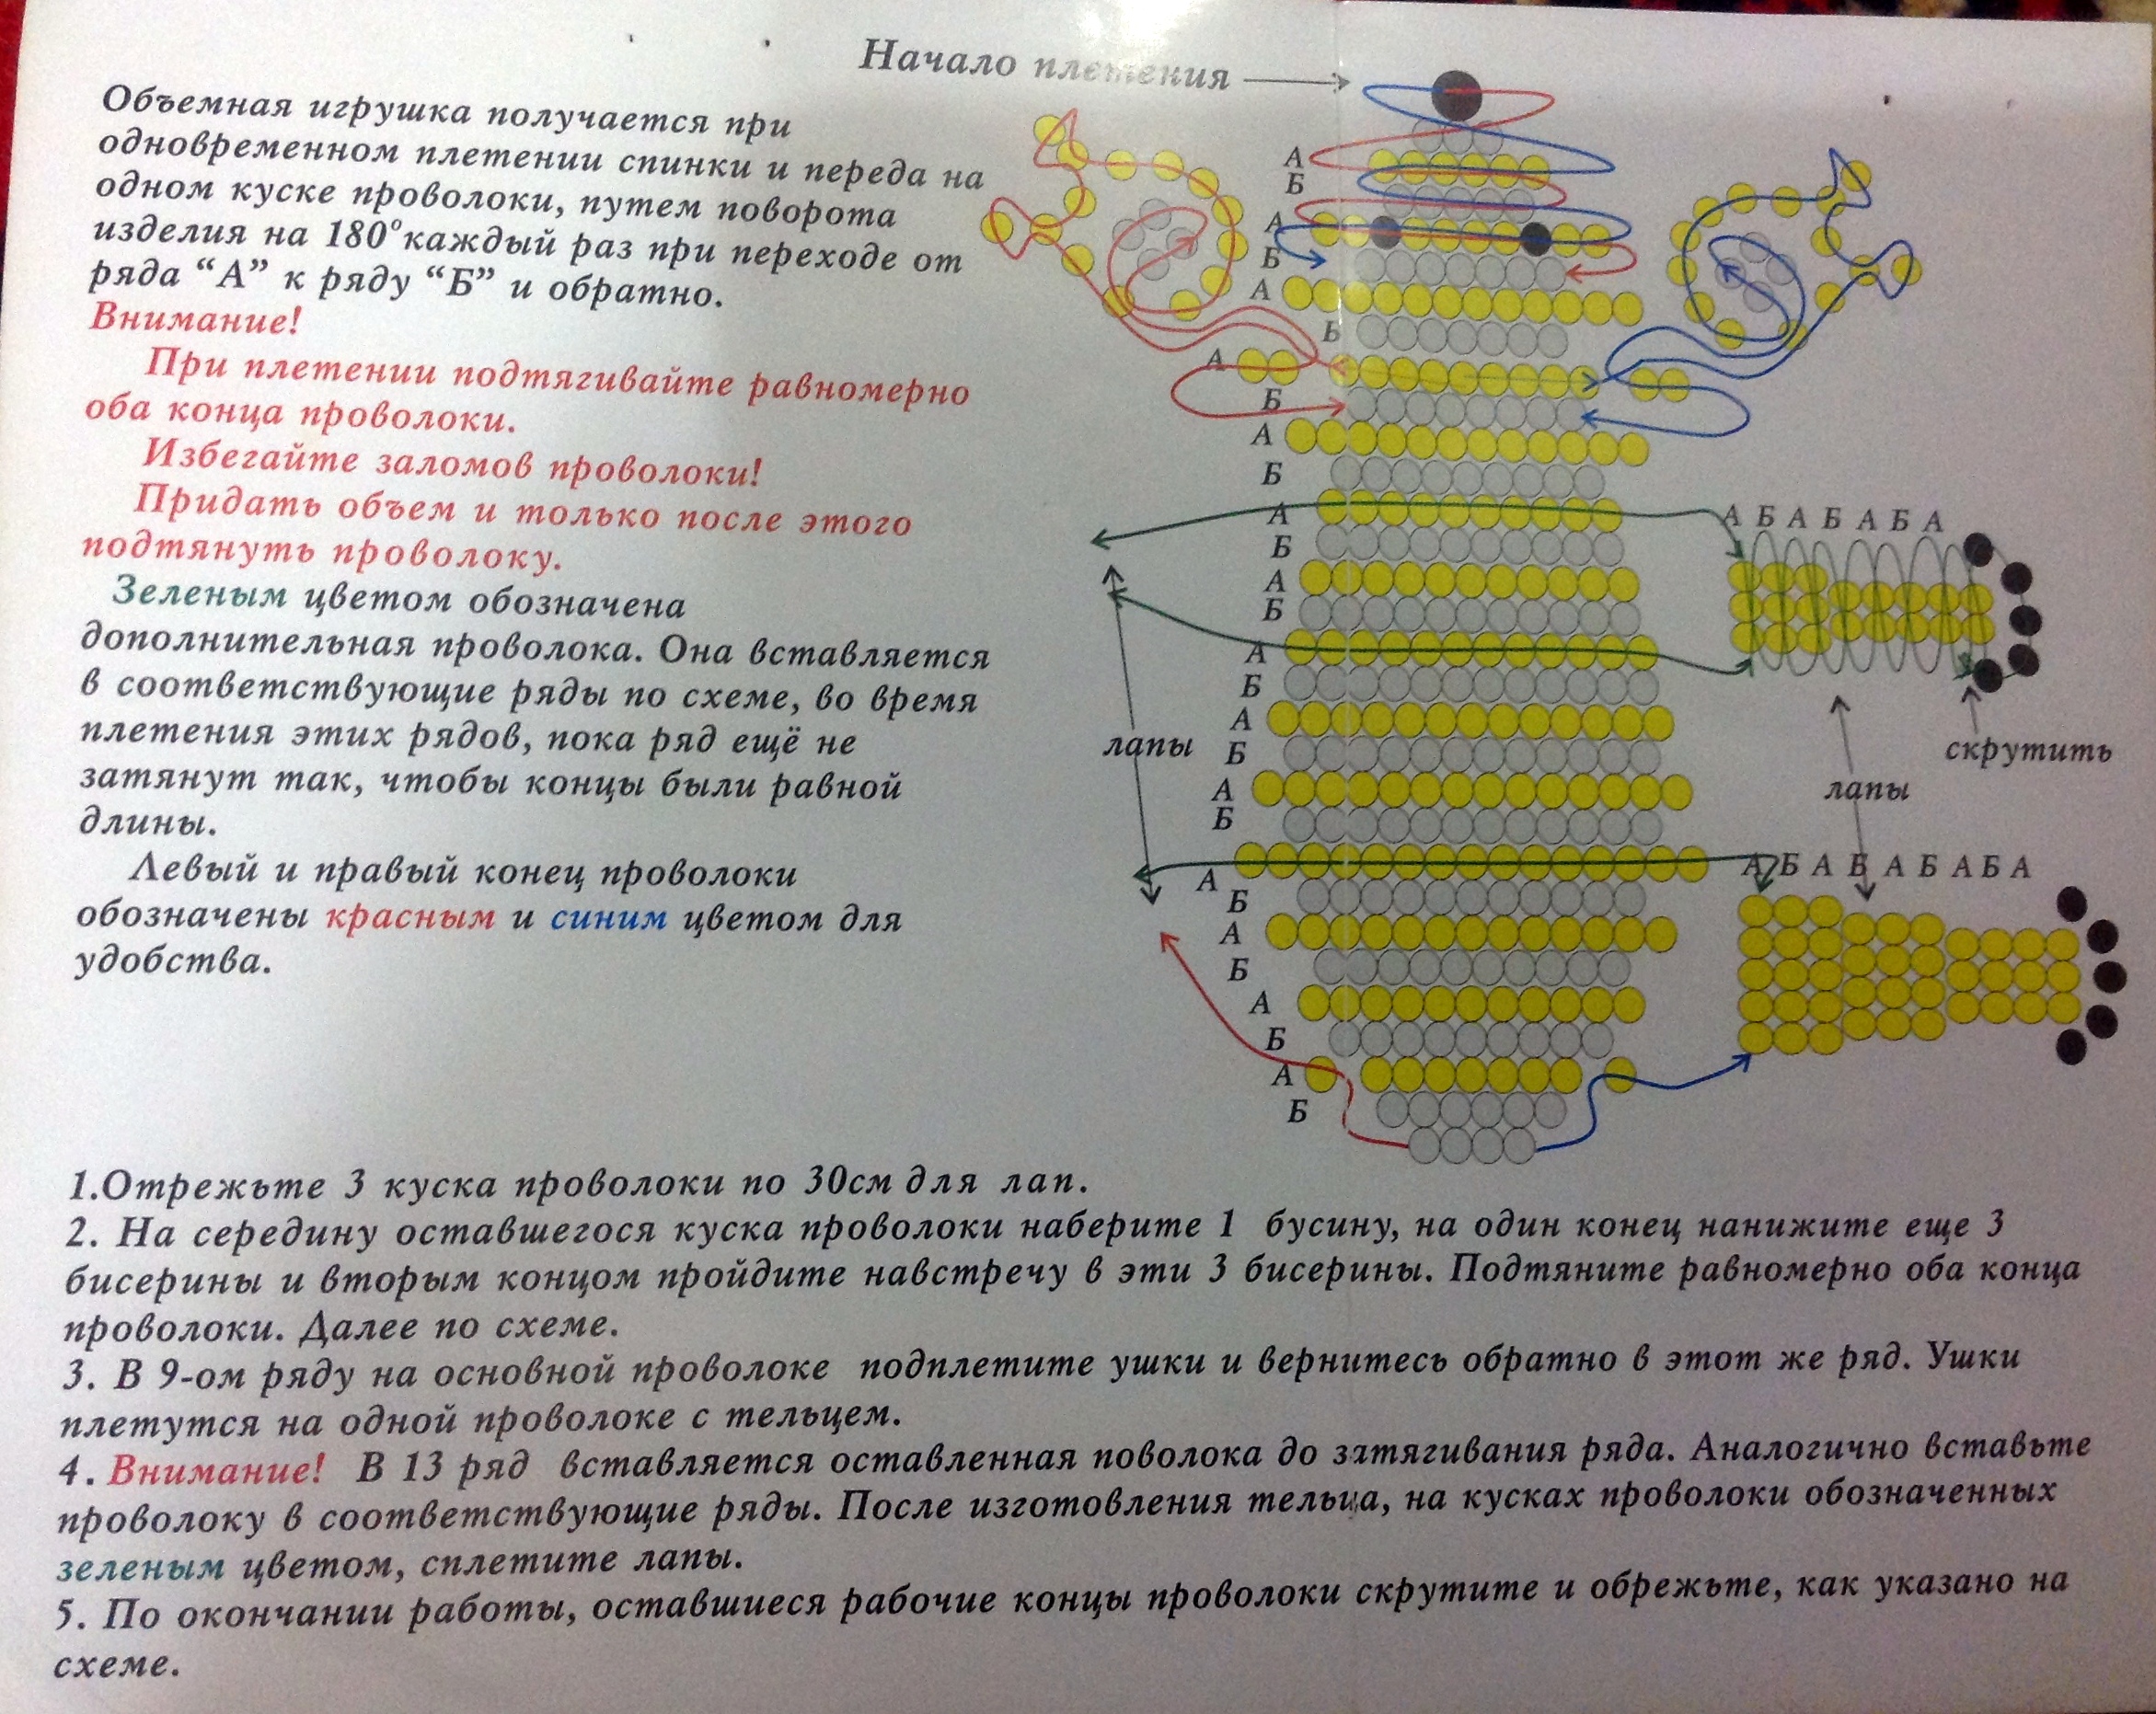 Начало плетения
Объемная игрушка получается при
одновременном плетении спинки и переда на
одном куске проволоки, путем поворота
изделия на 180°каждый раз при переходе от
ряда “А” к ряду “Б” и обратно.
Внимание!
При плетении подтягивайте равномерно
оба конца проволоки.
Избегайте заломов проволоки!
Придать объем и только после этого
подтянуть проволоку.
Зеленым цветом обозначена
дополнительная проволока. Она вставляется
в соответствующие ряды по схеме, во время
плетения этих рядов, пока ряд ещё не
затянут так, чтобы концы были равной
длины.
Левый и правый конец проволоки
обозначены красным и синим цветом для
удобства.
А
Б
А
Б
А
Б
А
Б
А
Б
А
Б
А
Б
А
Б
А
Б
А
Б
А
Б
А
Б
А
Б
А
Б
А Б А Б А Б А
лапы
скрутить
лапы
А Б А Б А Б А Б А
1.Отрежьте 3 куска проволоки по 30см для лап.
2. На середину оставшегося куска проволоки наберите 1 бусину, на один конец нанижите еще 3
бисерины и вторым концом пройдите навстречу в эти 3 бисерины. Подтяните равномерно оба конца
проволоки. Далее по схеме.
3. В 9-ом ряду на основной проволоке подплетите ушки и вернитесь обратно в этот же ряд. Ушки
плетутся на одной проволоке с тельцем.
4. Внимание! В 13 ряд вставляется оставленная поволока до затягивания ряда. Аналогично вставьте
проволоку в соответствующие ряды. После изготовления тельца, на кусках проволоки обозначенных
зеленым цветом, сплетите лапы.
5. По окончании работы, оставшиеся рабочие концы проволоки скрутите и обрежьте, как указано на
схеме.